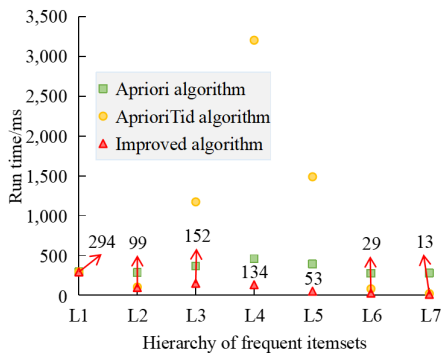 3,500
3,000
2,500
2,000
1,500
1,000
500
0
Run time/ms
Apriori algorithm
AprioriTid algorithm
Improved algorithm
294
99
152
134
53
29
13
L1 L2 L3 L4 L5 L6 L7
Hierarchy of frequent itemsets